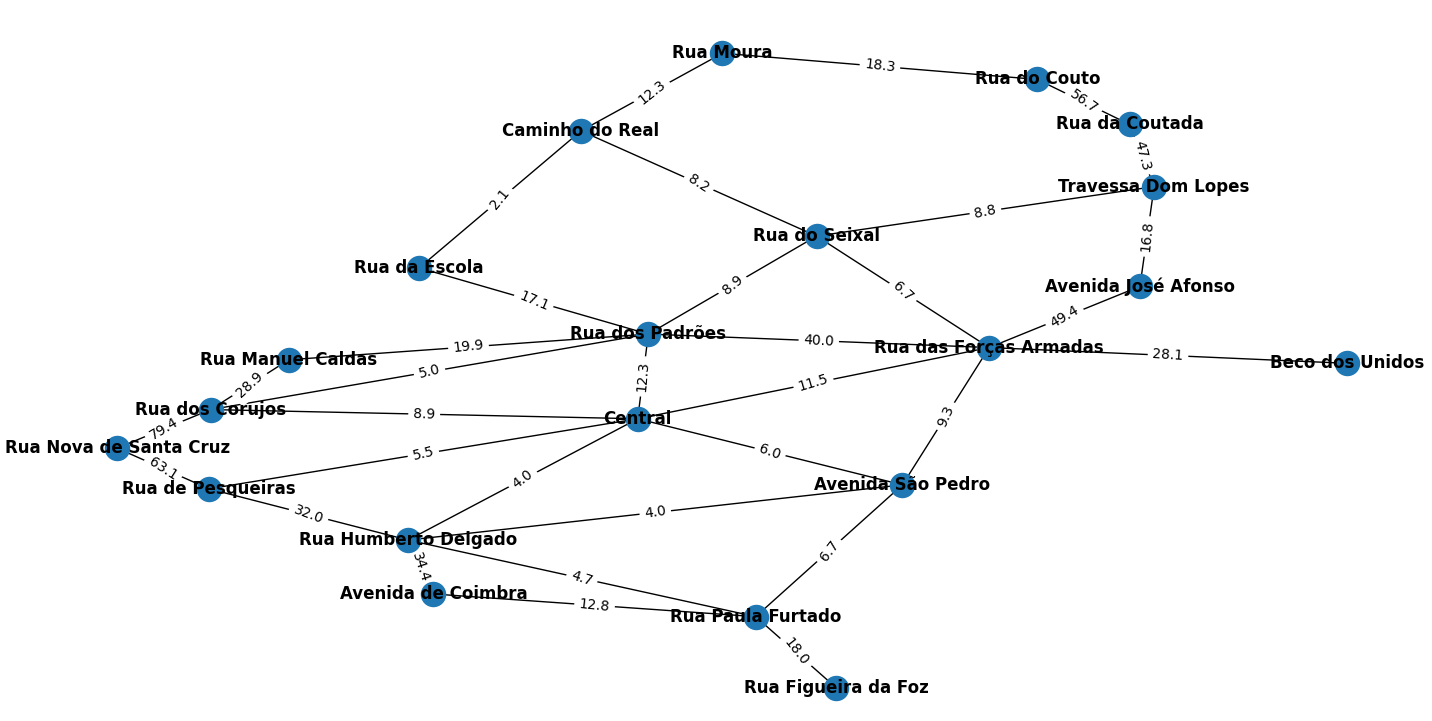 Rua Moura
18.3
Rua do Couto
12.3
56.7
Caminho do Real
Rua da Coutada
47.3
8.2
Travessa Dom Lopes
2.1
8.8
Rua do Seixal
16.8
Rua da Escola
8.9
6.7
Avenida José Afonso
17.1
49.4
Rua dos Padrões
40.0
Rua das Forças Armadas
19.9
28.1
Rua Manuel Caldas
Beco dos Unidos
5.0
12.3
28.9
11.5
Rua dos Corujos
8.9
Central
9.3
79.4
Rua Nova de Santa Cruz
5.5
6.0
63.1
4.0
Rua de Pesqueiras
Avenida São Pedro
32.0
4.0
Rua Humberto Delgado
6.7
34.4
4.7
Avenida de Coimbra
12.8
Rua Paula Furtado
18.0
Rua Figueira da Foz